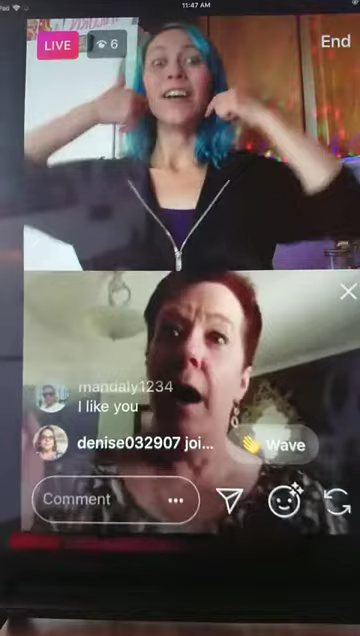 11:47 AM
LIVE
6
End
mandaly1234
I like you
denise032907 joi...
Wave
Comment